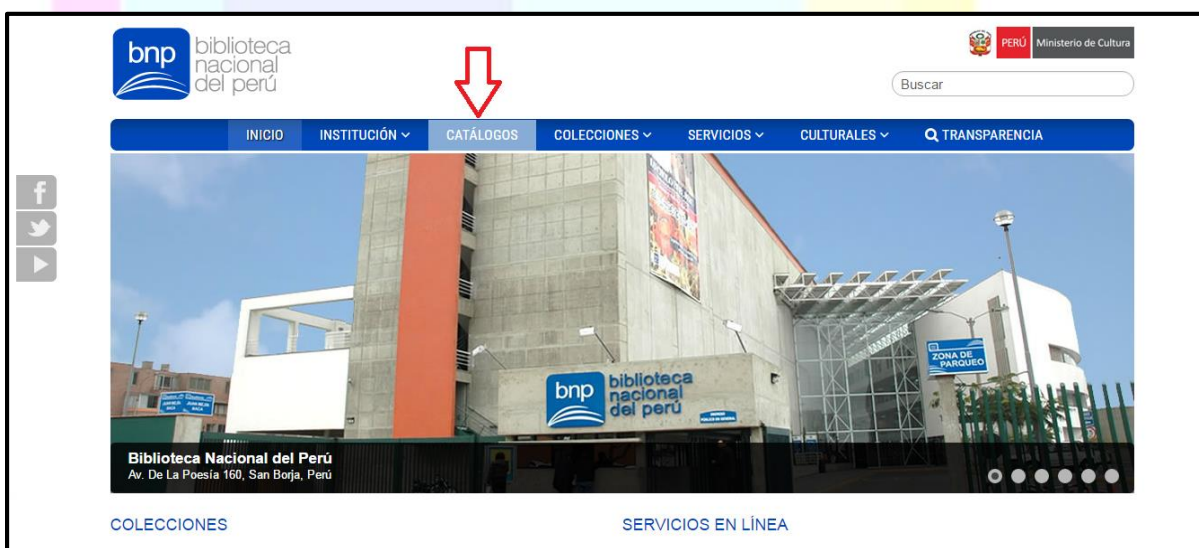 bnp
biblioteca
nacional
del perú
PERÚ
Ministerio de Cultura
Buscar
INICIO
INSTITUCIÓN
CATÁLOGOS
COLECCIONES
SERVICIOS
CULTURALES
TRANSPARENCIA
bnp
biblioteca
nacional
del perú
ZONA DE
PARQUEO
Biblioteca Nacional del Perú
Av. De La Poesía 160, San Borja, Perú
COLECCIONES
SERVICIOS EN LÍNEA